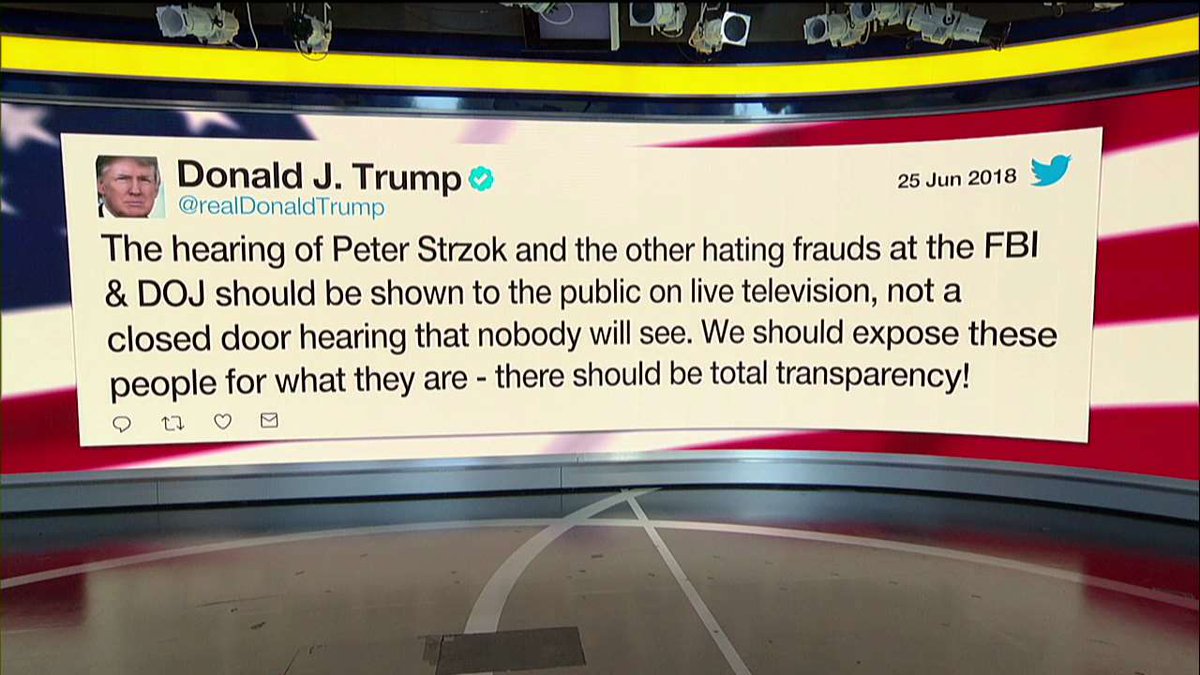 Donald J. Trump
25 Jun 2018
@realDonaldTrump
The hearing of Peter Strzok and the other hating frauds at the FBI
& DOJ should be shown to the public on live television, not a
closed door hearing that nobody will see. We should expose these
people for what they are - there should be total transparency!